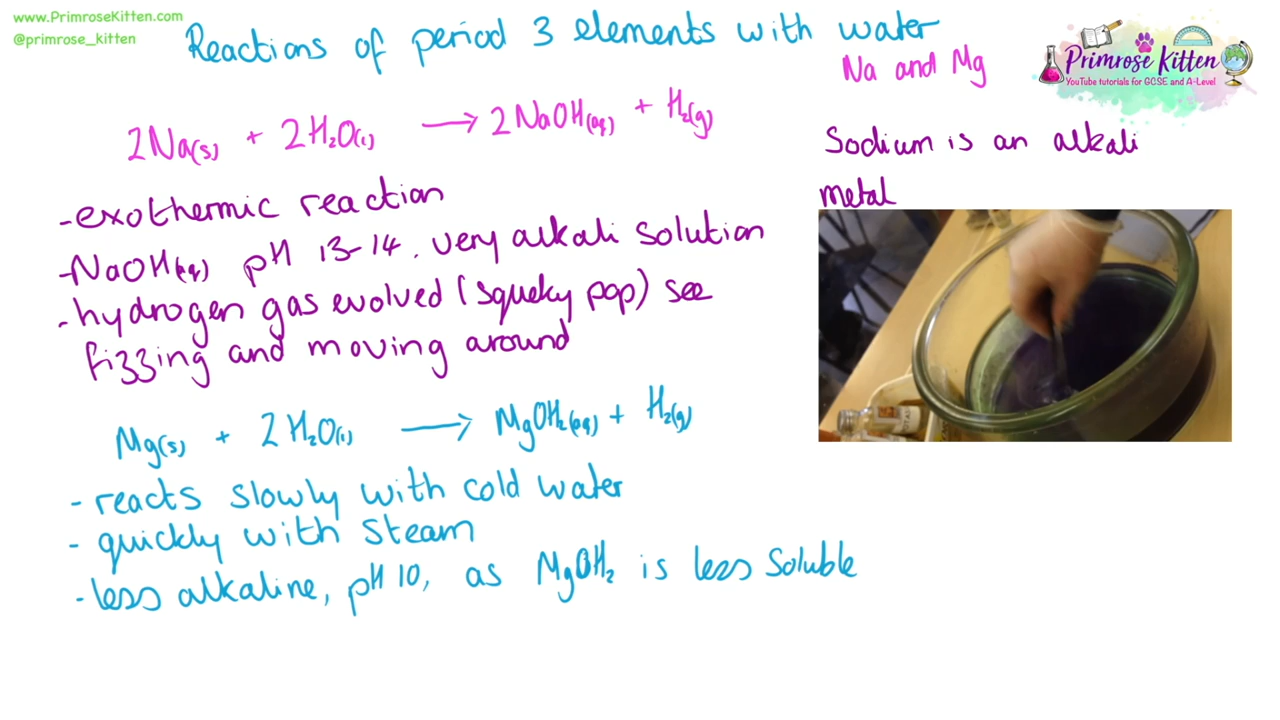 www.PrimroseKitten.com
@primrose_kitten
Reactions of period 3 elements with water
Na and Mg
Primrose Kitten
YouTube tutorials for GCSE and A-Level
2Na(s) + 2H₂O(l) → 2NaOH(aq) + H₂(g)
Sodium is an alkali
metal
-exothermic reaction
-NaOH(aq) pH 13-14. very alkali solution
-hydrogen gas evolved (squeky pop) see
fizzing and moving around
Mg(s) + 2H₂O(l) → MgOH₂(aq) + H₂(g)
- reacts slowly with cold water
- quickly with steam
- less alkaline, pH 10, as MgOH₂ is less soluble